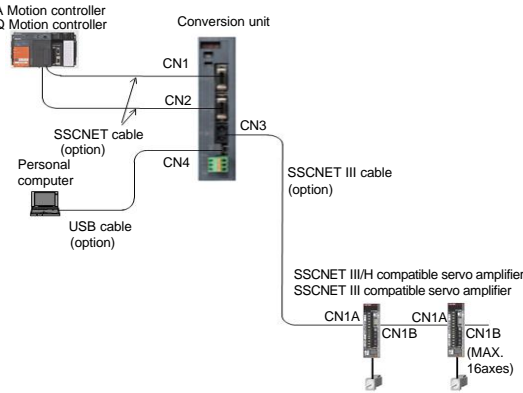 A Motion controller
Q Motion controller
Conversion unit
CN1
CN2
CN3
SSCNET cable
(option)
CN4
Personal
computer
USB cable
(option)
SSCNET III cable
(option)
SSCNET III/H compatible servo amplifier
SSCNET III compatible servo amplifier
CN1A
CN1A
CN1B
CN1B
(MAX.
16axes)